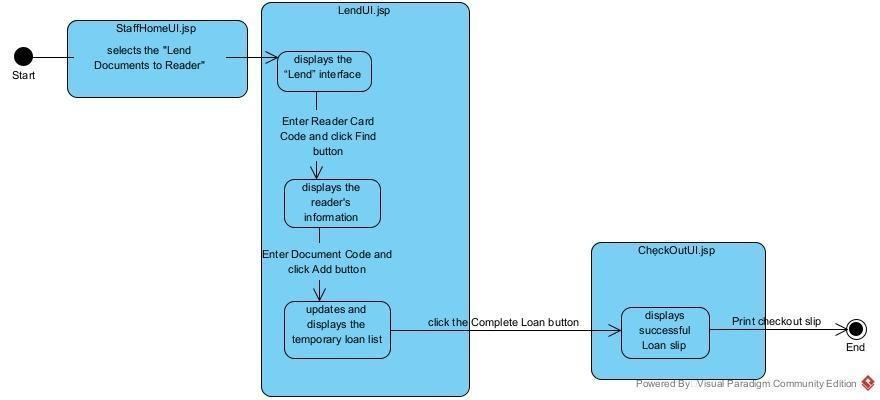 Start
StaffHomeUI.jsp
selects the "Lend
Documents to Reader"
LendUI.jsp
displays the
“Lend” interface
Enter Reader Card
Code and click Find
button
displays the
reader's
information
Enter Document Code and
click Add button
updates and
displays the
temporary loan list
click the Complete Loan button
CheckOutUI.jsp
displays
successful
Loan slip
Print checkout slip
End
Powered By: Visual Paradigm Community Edition